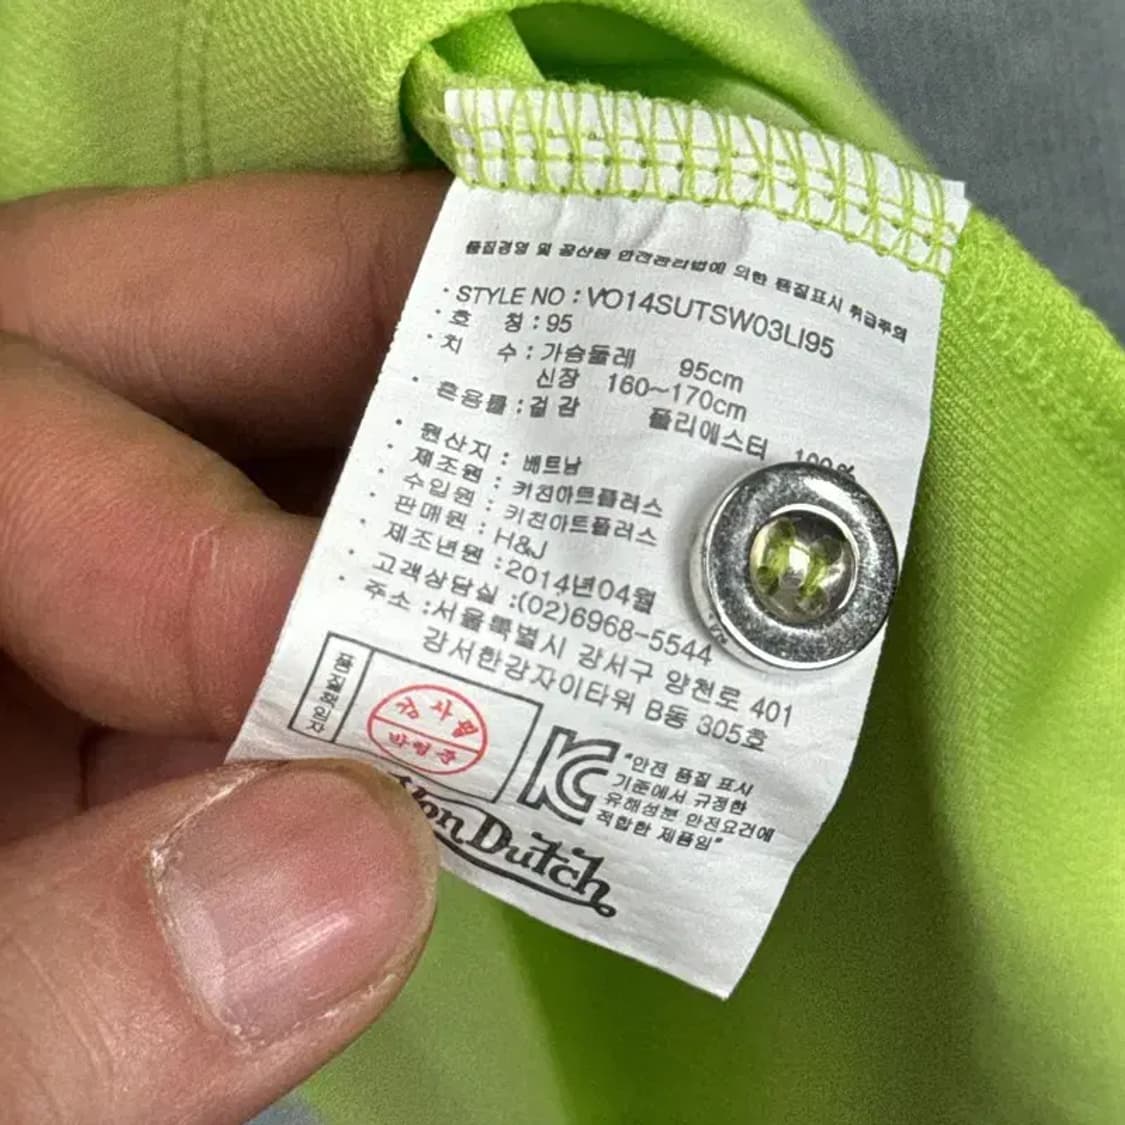 품질경영 및 공산품 안전관리법에 의한 품질표시 취급주의
· STYLE NO : VO14SUTSW03LI95
· 호 칭 : 95
· 치 수 : 가슴둘레 95cm
신장 160~170cm
· 혼용률 : 겉감 폴리에스터 100%
· 원산지 : 베트남
· 제조원 : 키친아트플러스
· 수입원 : 키친아트플러스
· 판매원 : H&J
· 제조년원 : 2014년04월
· 고객상담실 :(02)6968-5544
· 주소 :서울특별시 강서구 양천로 401
강서한강자이타워 B동 305호
품질책임자
KC
"안전 품질 표시
기준에서 규정한
유해성분 안전요건에
적합한 제품임"
Von Dutch